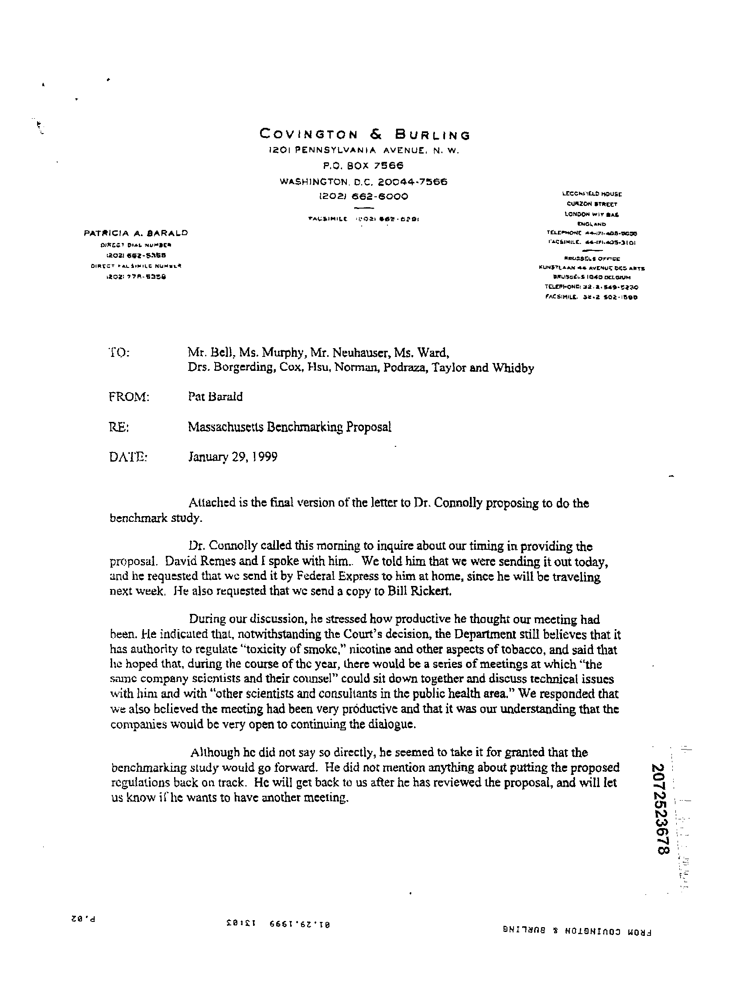 COVINGTON & BURLING
1201 PENNSYLVANIA AVENUE, N. W.
P.O. BOX 7566
WASHINGTON, D.C. 20044-7566
(202) 662-6000
FACSIMILE (202) 662-6291
LECONFIELD HOUSE
CURZON STREET
LONDON W1Y 8AS
ENGLAND
TELEPHONE
FACSIMILE. 44-171-495-3101
BRUSSELS OFFICE
KUNSTLAAN 44 AVENUE DES ARTS
BRUSSELS 1040 BELGIUM
TELEPHONE: 32-2-549-5230
FACSIMILE. 32-2 502-1598
PATRICIA A. BARALD
DIRECT DIAL NUMBER
(202) 662-5388
DIRECT FACSIMILE NUMBER
(202) 778-5358
TO: Mr. Bell, Ms. Murphy, Mr. Neuhauser, Ms. Ward,
Drs. Borgerding, Cox, Hsu, Norman, Podraza, Taylor and Whidby
FROM: Pat Barald
RE: Massachusetts Benchmarking Proposal
DATE: January 29, 1999
Attached is the final version of the letter to Dr. Connolly proposing to do the
benchmark study.
Dr. Connolly called this morning to inquire about our timing in providing the
proposal. David Remes and I spoke with him.. We told him that we were sending it out today,
and he requested that we send it by Federal Express to him at home, since he will be traveling
next week. He also requested that we send a copy to Bill Rickert.
During our discussion, he stressed how productive he thought our meeting had
been. He indicated that, notwithstanding the Court's decision, the Department still believes that it
has authority to regulate "toxicity of smoke," nicotine and other aspects of tobacco, and said that
he hoped that, during the course of the year, there would be a series of meetings at which "the
same company scientists and their counsel" could sit down together and discuss technical issues
with him and with "other scientists and consultants in the public health area." We responded that
we also believed the meeting had been very productive and that it was our understanding that the
companies would be very open to continuing the dialogue.
Although he did not say so directly, he seemed to take it for granted that the
benchmarking study would go forward. He did not mention anything about putting the proposed
regulations back on track. He will get back to us after he has reviewed the proposal, and will let
us know if he wants to have another meeting.
2072523678
P.02
01.29.1999 13:03
FROM COVINGTON & BURLING